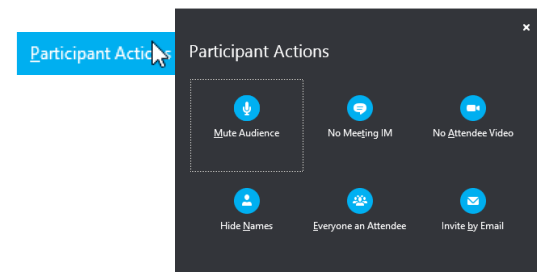 Participant Actions
Participant Actions
Mute Audience
No Meeting IM
No Attendee Video
Hide Names
Everyone an Attendee
Invite by Email